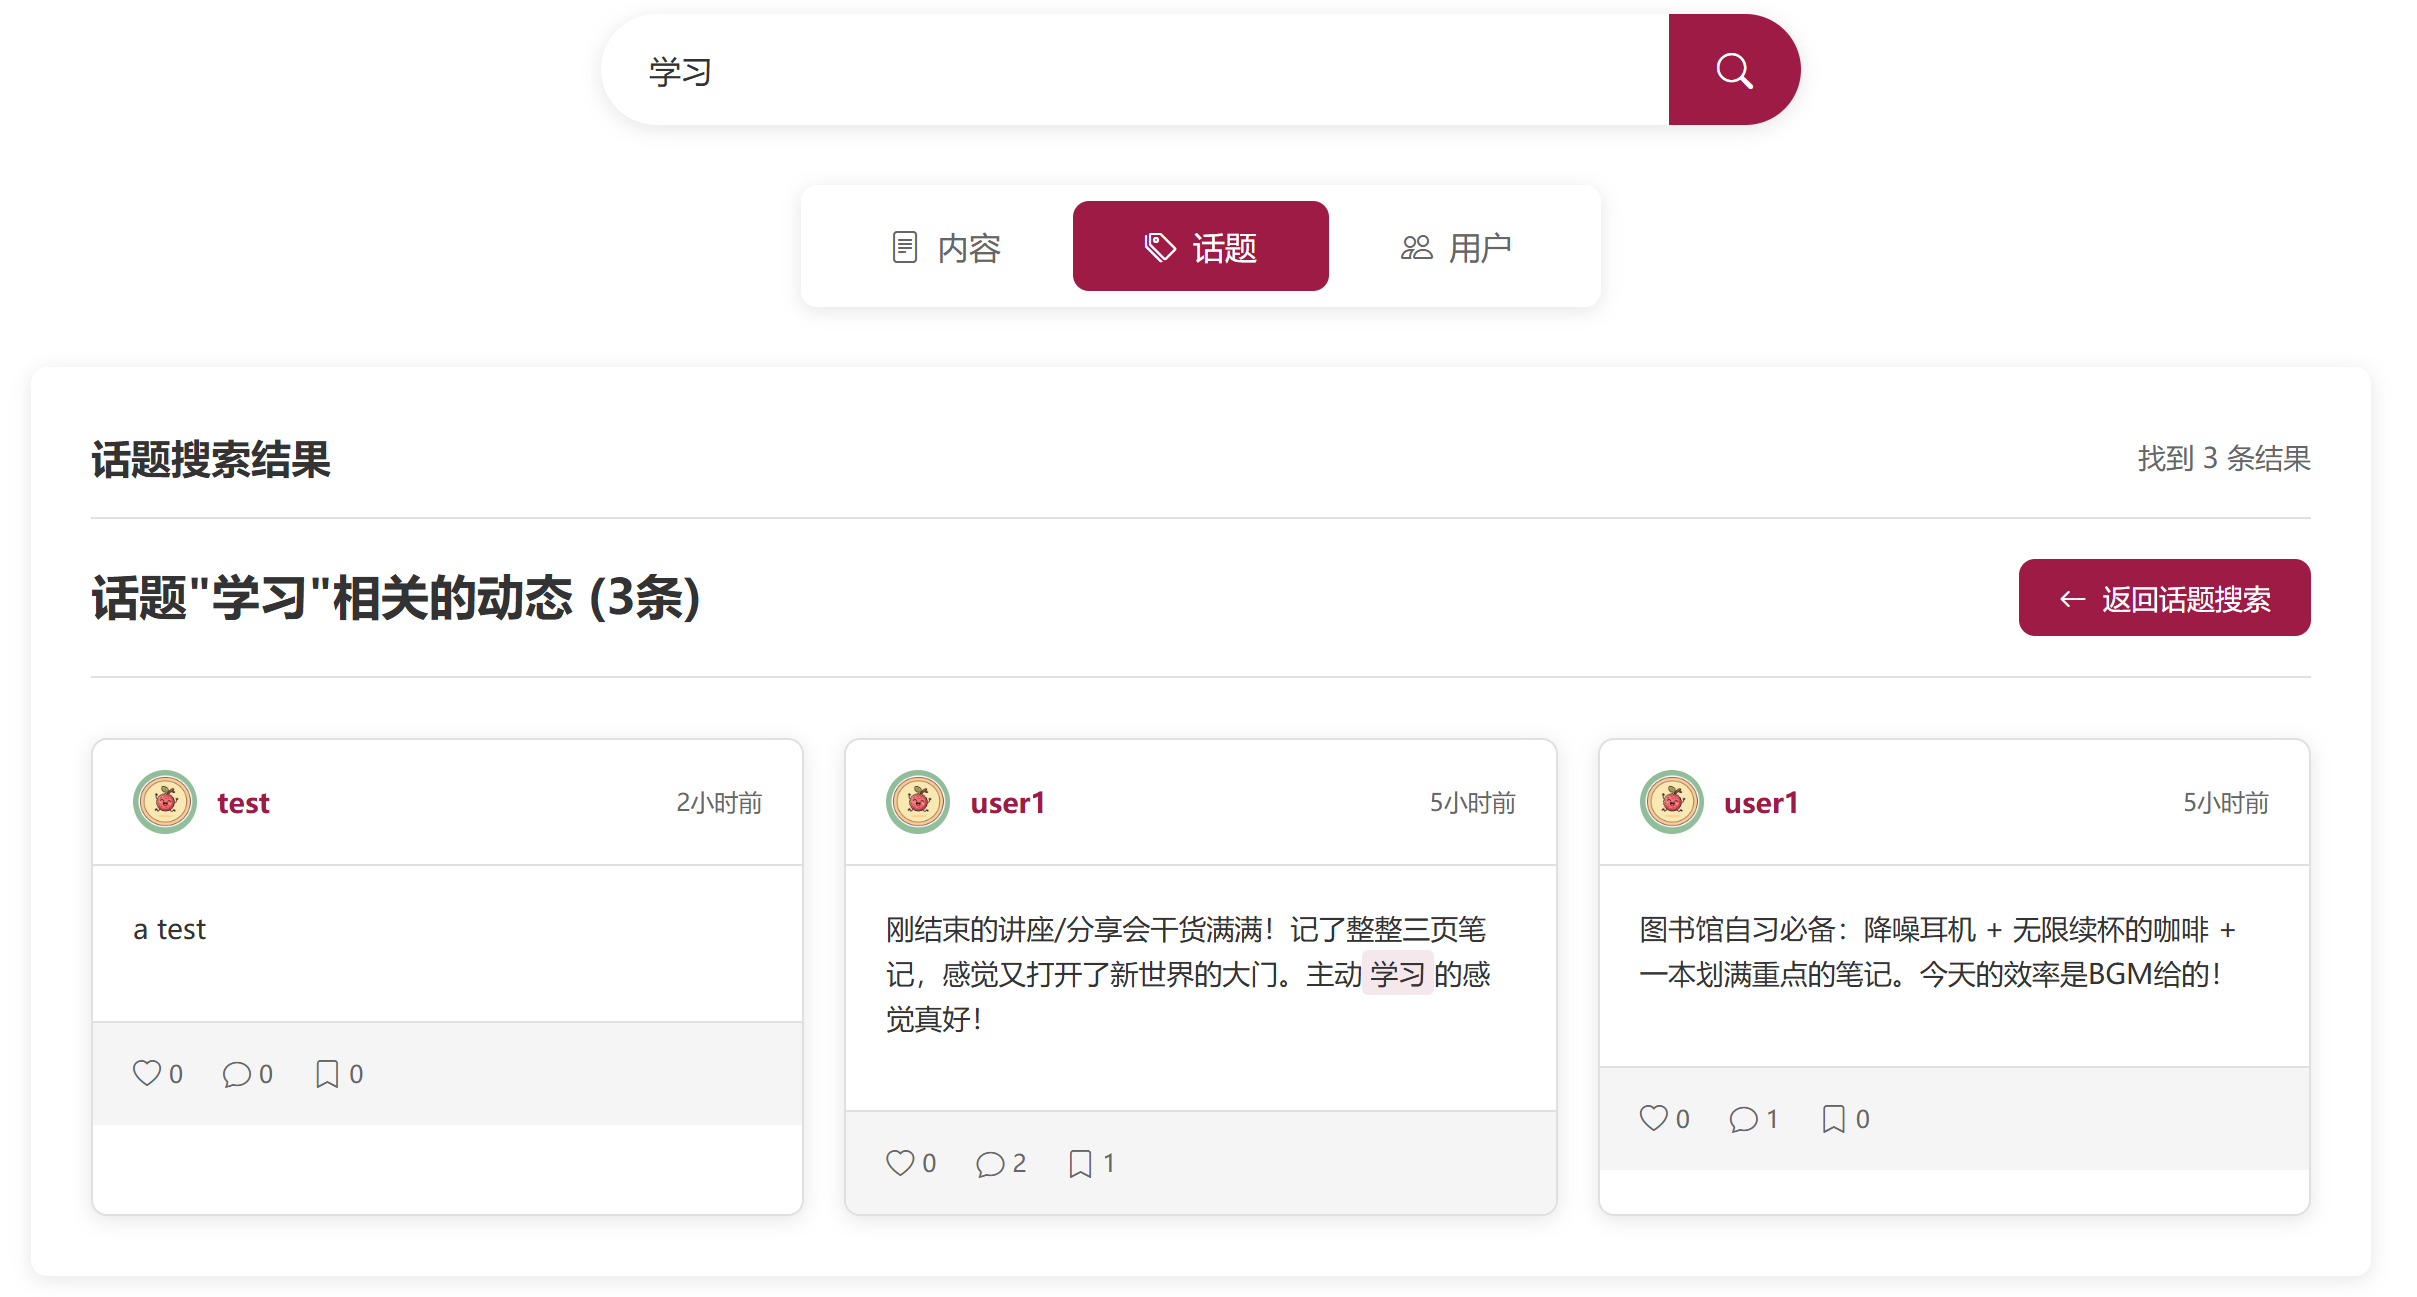 学习
内容
话题
用户
话题搜索结果
找到 3 条结果
话题"学习"相关的动态 (3条)
← 返回话题搜索
test
2小时前
a test
0
0
0
user1
5小时前
刚结束的讲座/分享会干货满满！记了整整三页笔
记，感觉又打开了新世界的大门。主动 学习 的感
觉真好！
0
2
1
user1
5小时前
图书馆自习必备：降噪耳机 + 无限续杯的咖啡 +
一本划满重点的笔记。今天的效率是BGM给的！
0
1
0